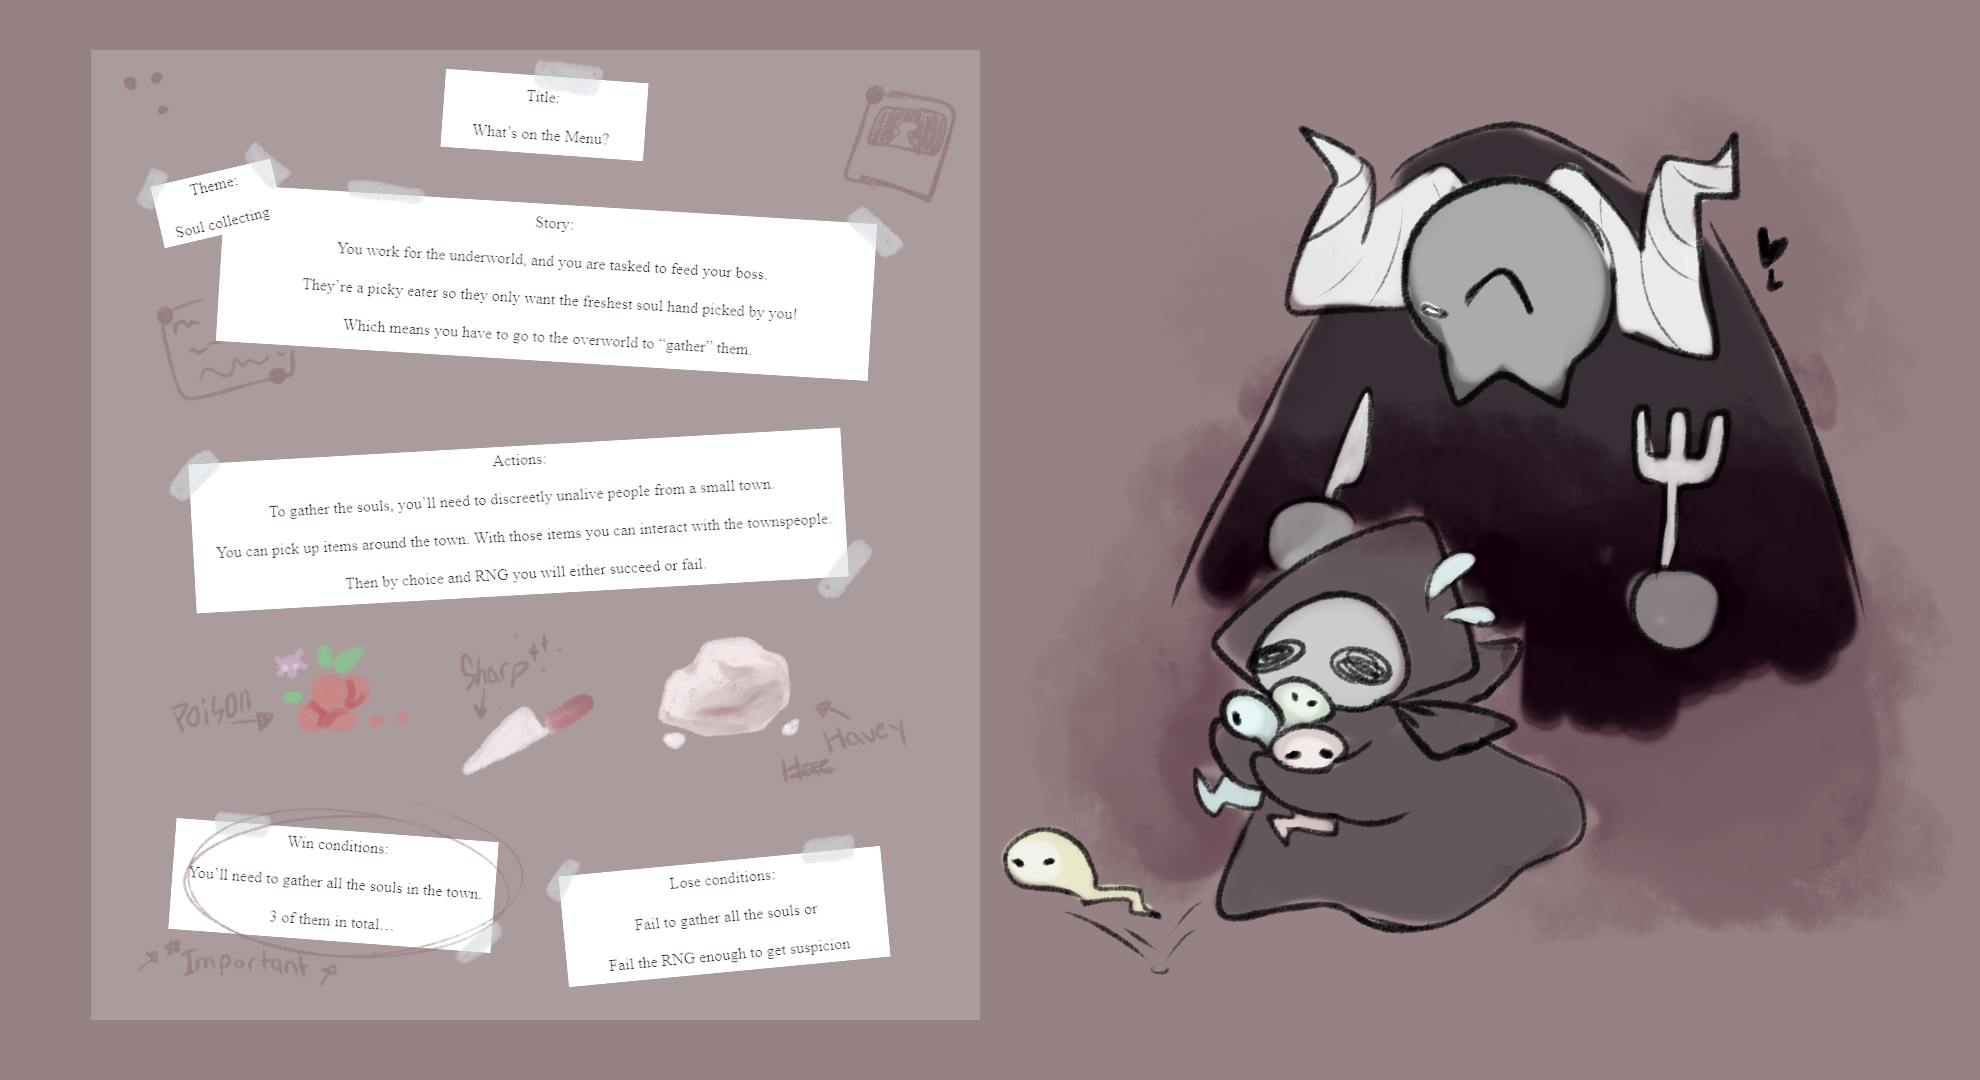 Title:
What's on the Menu?
Theme:
Soul collecting
Story:
You work for the underworld, and you are tasked to feed your boss.
They're a picky eater so they only want the freshest soul hand picked by you!
Which means you have to go to the overworld to “gather” them.
Actions:
To gather the souls, you'll need to discreetly unalive people from a small town.
You can pick up items around the town. With those items you can interact with the townspeople.
Then by choice and RNG you will either succeed or fail.
Poison
Sharp
Havey
Win conditions:
You'll need to gather all the souls in the town.
3 of them in total…
Important
Lose conditions:
Fail to gather all the souls or
Fail the RNG enough to get suspicion